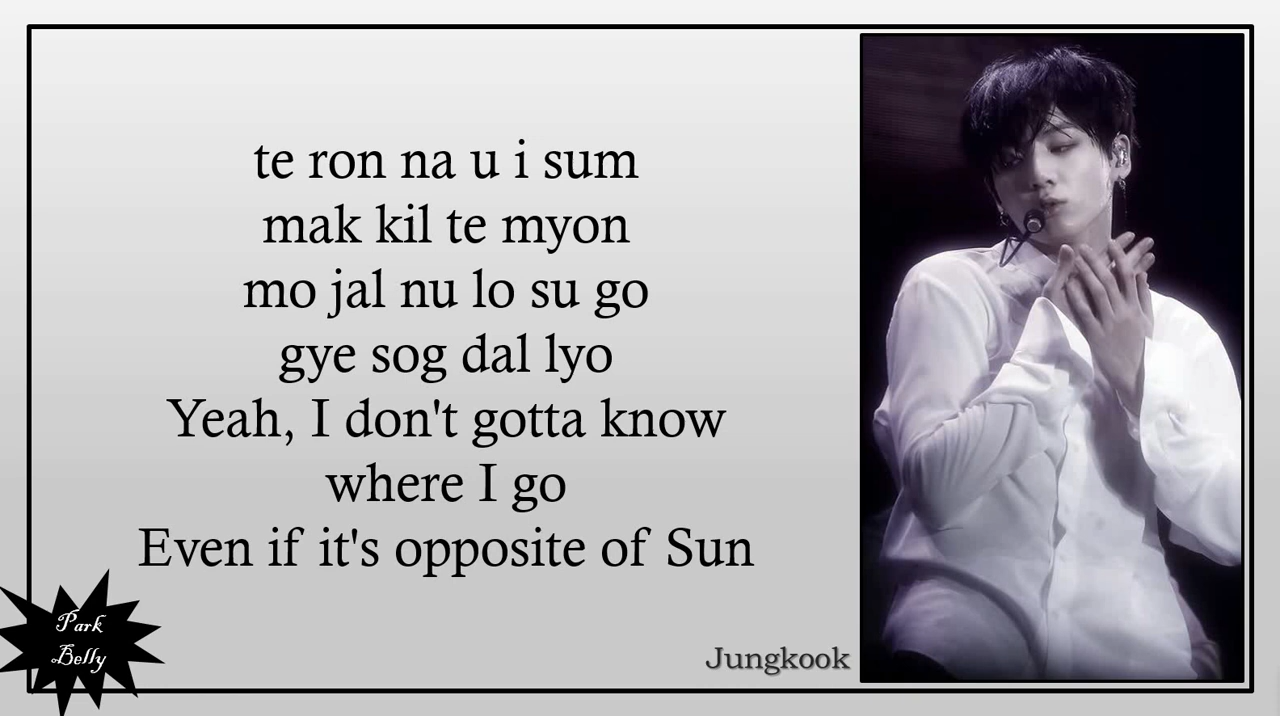 te ron na u i sum
mak kil te myon
mo jal nu lo su go
gye sog dal lyo
Yeah, I don't gotta know
where I go
Even if it's opposite of Sun
Jungkook
Park
Belly